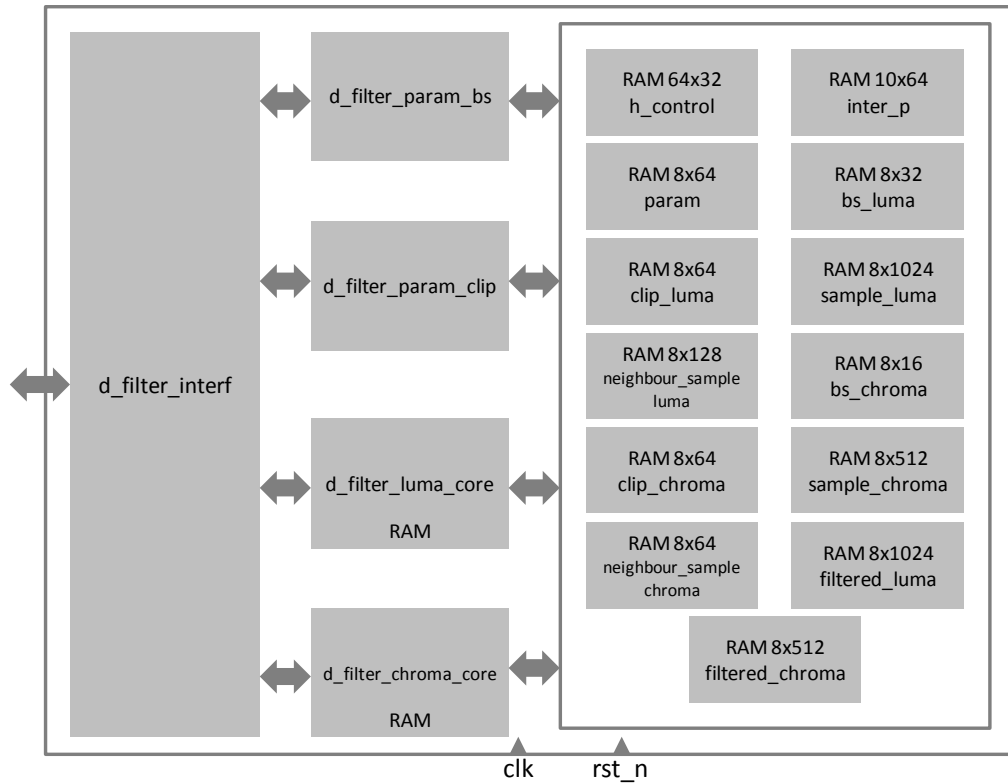 d_filter_interf
d_filter_param_bs
d_filter_param_clip
d_filter_luma_core
RAM
d_filter_chroma_core
RAM
RAM 64x32
h_control
RAM 10x64
inter_p
RAM 8x64
param
RAM 8x32
bs_luma
RAM 8x64
clip_luma
RAM 8x1024
sample_luma
RAM 8x128
neighbour_sample
luma
RAM 8x16
bs_chroma
RAM 8x64
clip_chroma
RAM 8x512
sample_chroma
RAM 8x64
neighbour_sample
chroma
RAM 8x1024
filtered_luma
RAM 8x512
filtered_chroma
clk
rst_n